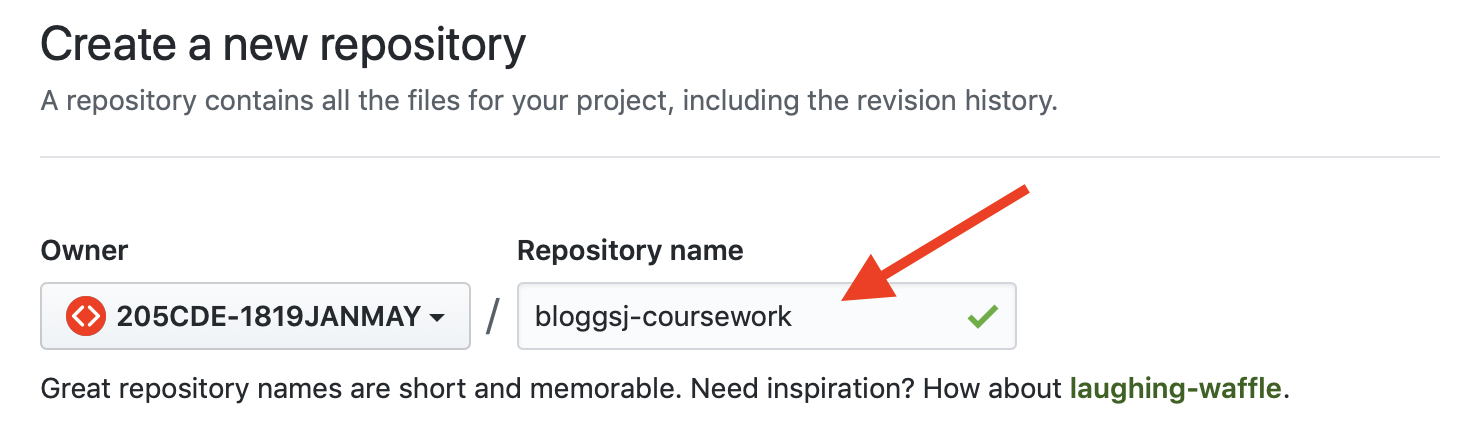 Create a new repository
A repository contains all the files for your project, including the revision history.
Owner
Repository name
205CDE-1819JANMAY / bloggsj-coursework
Great repository names are short and memorable. Need inspiration? How about laughing-waffle.